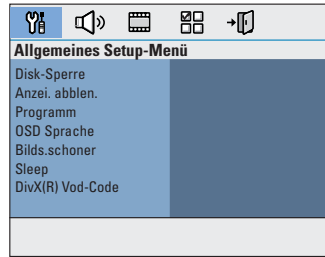 Allgemeines Setup-Menü
Disk-Sperre
Anzei. abblen.
Programm
OSD Sprache
Bilds.schoner
Sleep
DivX(R) Vod-Code